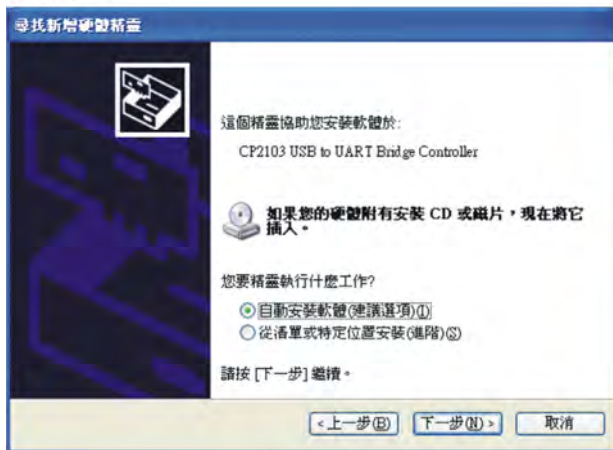 尋找新增硬體精靈
這個精靈協助您安裝軟體於:
CP2103 USB to UART Bridge Controller
如果您的硬體附有安裝 CD 或磁片，現在將它
插入。
您要精靈執行什麼工作?
自動安裝軟體(建議選項)(I)
從清單或特定位置安裝(進階)(S)
請按 [下一步] 繼續。
<上一步(B) 下一步(N)> 取消